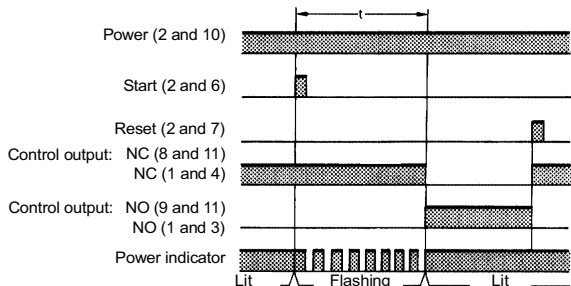 t
Power (2 and 10)
Start (2 and 6)
Reset (2 and 7)
Control output: NC (8 and 11)
NC (1 and 4)
Control output: NO (9 and 11)
NO (1 and 3)
Power indicator
Lit Flashing Lit